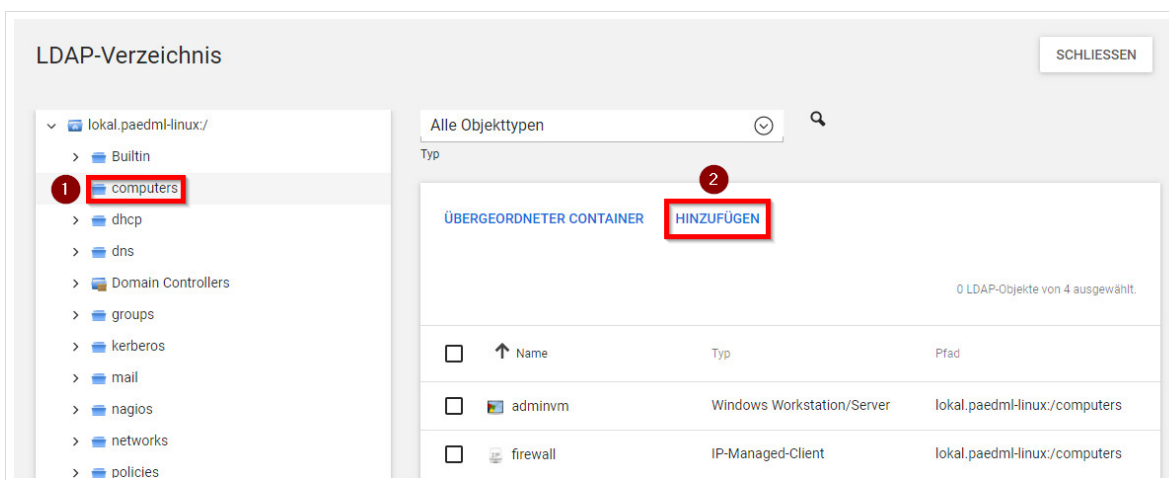 LDAP-Verzeichnis
SCHLIESSEN
lokal.paedml-linux:/
Builtin
1 computers
dhcp
dns
Domain Controllers
groups
kerberos
mail
nagios
networks
policies
Alle Objekttypen
Typ
2
ÜBERGEORDNETER CONTAINER HINZUFÜGEN
0 LDAP-Objekte von 4 ausgewählt.
Name Typ Pfad
adminvm Windows Workstation/Server lokal.paedml-linux:/computers
firewall IP-Managed-Client lokal.paedml-linux:/computers